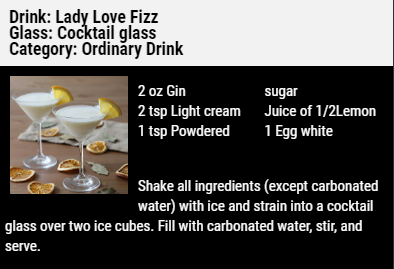 Drink: Lady Love Fizz
Glass: Cocktail glass
Category: Ordinary Drink
2 oz Gin
2 tsp Light cream
1 tsp Powdered
sugar
Juice of 1/2Lemon
1 Egg white
Shake all ingredients (except carbonated
water) with ice and strain into a cocktail
glass over two ice cubes. Fill with carbonated water, stir, and
serve.